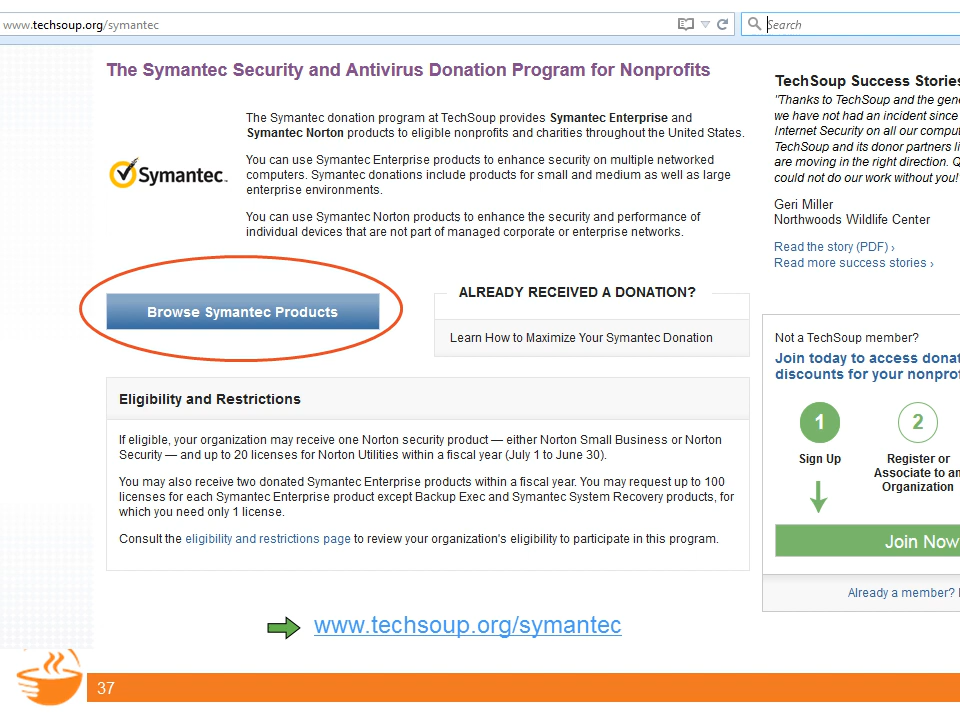 www.techsoup.org/symantec
Search
The Symantec Security and Antivirus Donation Program for Nonprofits
The Symantec donation program at TechSoup provides Symantec Enterprise and
Symantec Norton products to eligible nonprofits and charities throughout the United States.
You can use Symantec Enterprise products to enhance security on multiple networked
computers. Symantec donations include products for small and medium as well as large
enterprise environments.
You can use Symantec Norton products to enhance the security and performance of
individual devices that are not part of managed corporate or enterprise networks.
Symantec.
Browse Symantec Products
ALREADY RECEIVED A DONATION?
Learn How to Maximize Your Symantec Donation
Eligibility and Restrictions
If eligible, your organization may receive one Norton security product — either Norton Small Business or Norton
Security — and up to 20 licenses for Norton Utilities within a fiscal year (July 1 to June 30).
You may also receive two donated Symantec Enterprise products within a fiscal year. You may request up to 100
licenses for each Symantec Enterprise product except Backup Exec and Symantec System Recovery products, for
which you need only 1 license.
Consult the eligibility and restrictions page to review your organization's eligibility to participate in this program.
TechSoup Success Stories
"Thanks to TechSoup and the gene
we have not had an incident since
Internet Security on all our comput
TechSoup and its donor partners li
are moving in the right direction. Q
could not do our work without you!
Geri Miller
Northwoods Wildlife Center
Read the story (PDF) ›
Read more success stories ›
Not a TechSoup member?
Join today to access donat
discounts for your nonprof
1
2
Sign Up
Register or
Associate to an
Organization
Join Now
Already a member?
www.techsoup.org/symantec
37